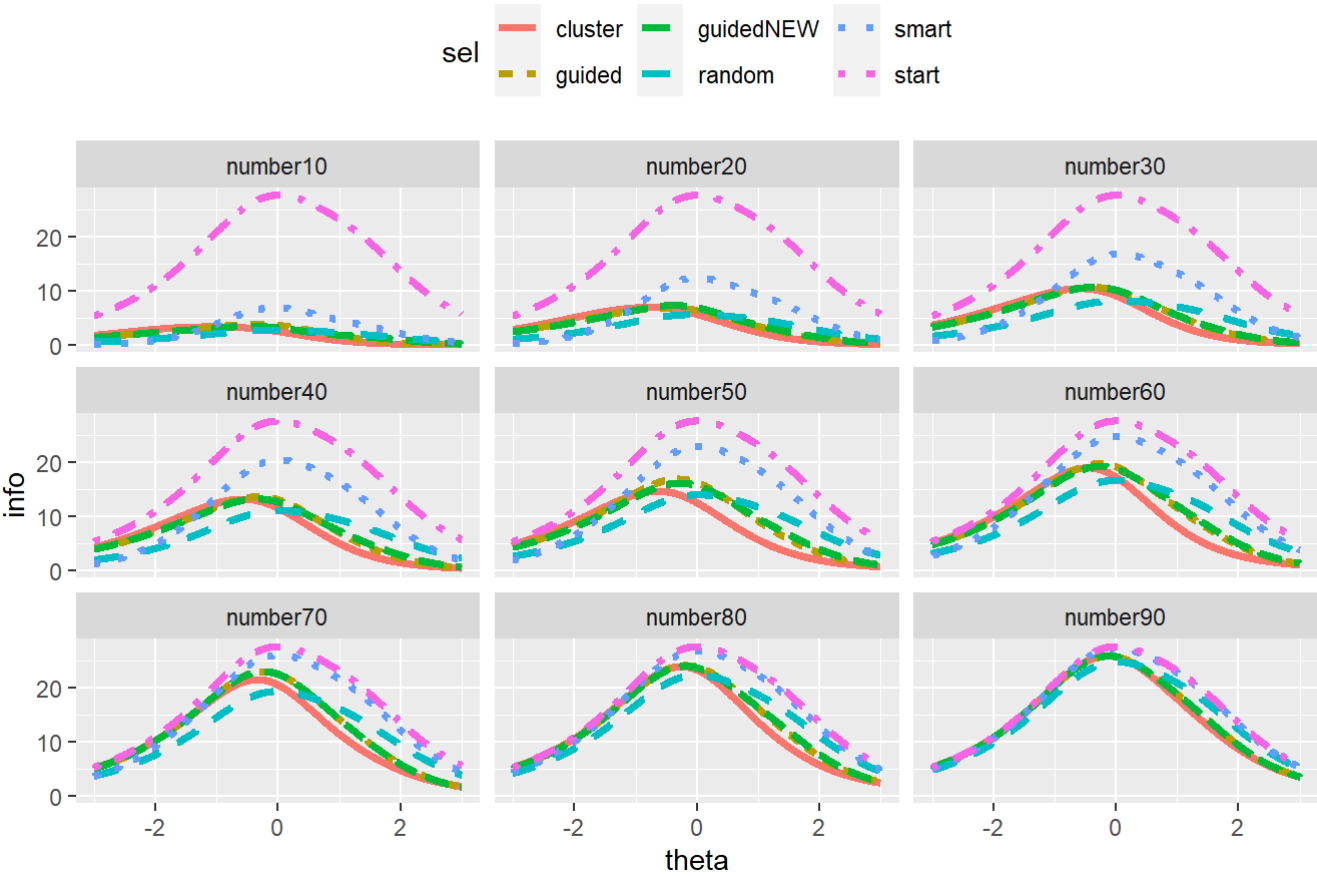 sel
cluster guidedNEW smart
guided random start
number10 number20 number30
20
10
0
number40 number50 number60
20
10
0
number70 number80 number90
20
10
0
-2 0 2 -2 0 2 -2 0 2
info
theta